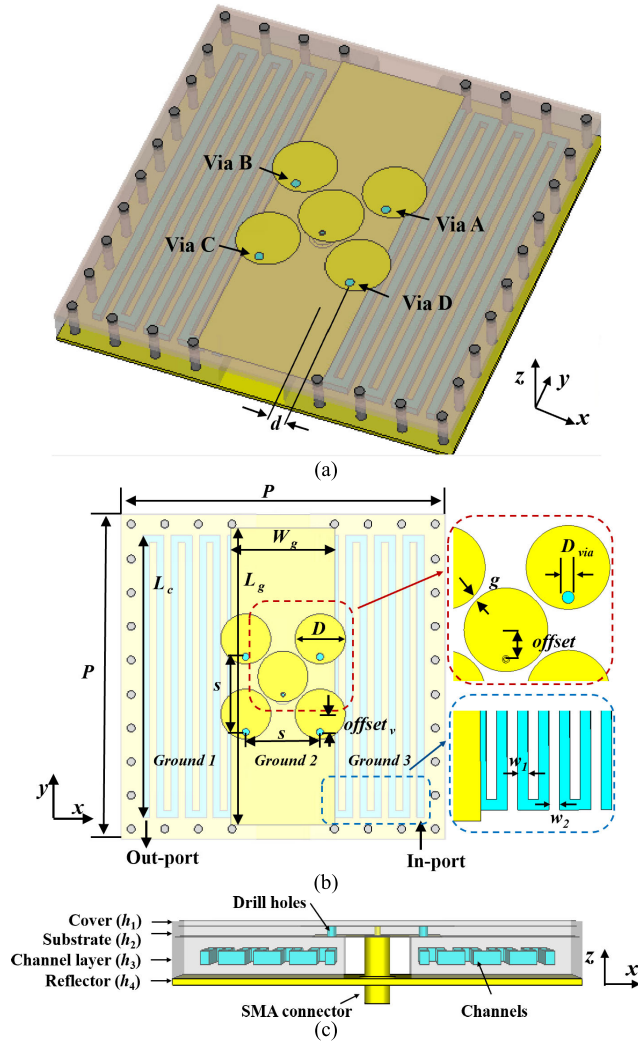 Via B
Via A
Via C
Via D
d
z
y
x
(a)
P
W_g
L_c
L_g
D
P
s
s
offset_v
Ground 1
Ground 2
Ground 3
y
x
Out-port
In-port
D_via
g
offset
w_1
w_2
(b)
Drill holes
Cover (h_1)
Substrate (h_2)
Channel layer (h_3)
Reflector (h_4)
SMA connector
Channels
z
x
(c)